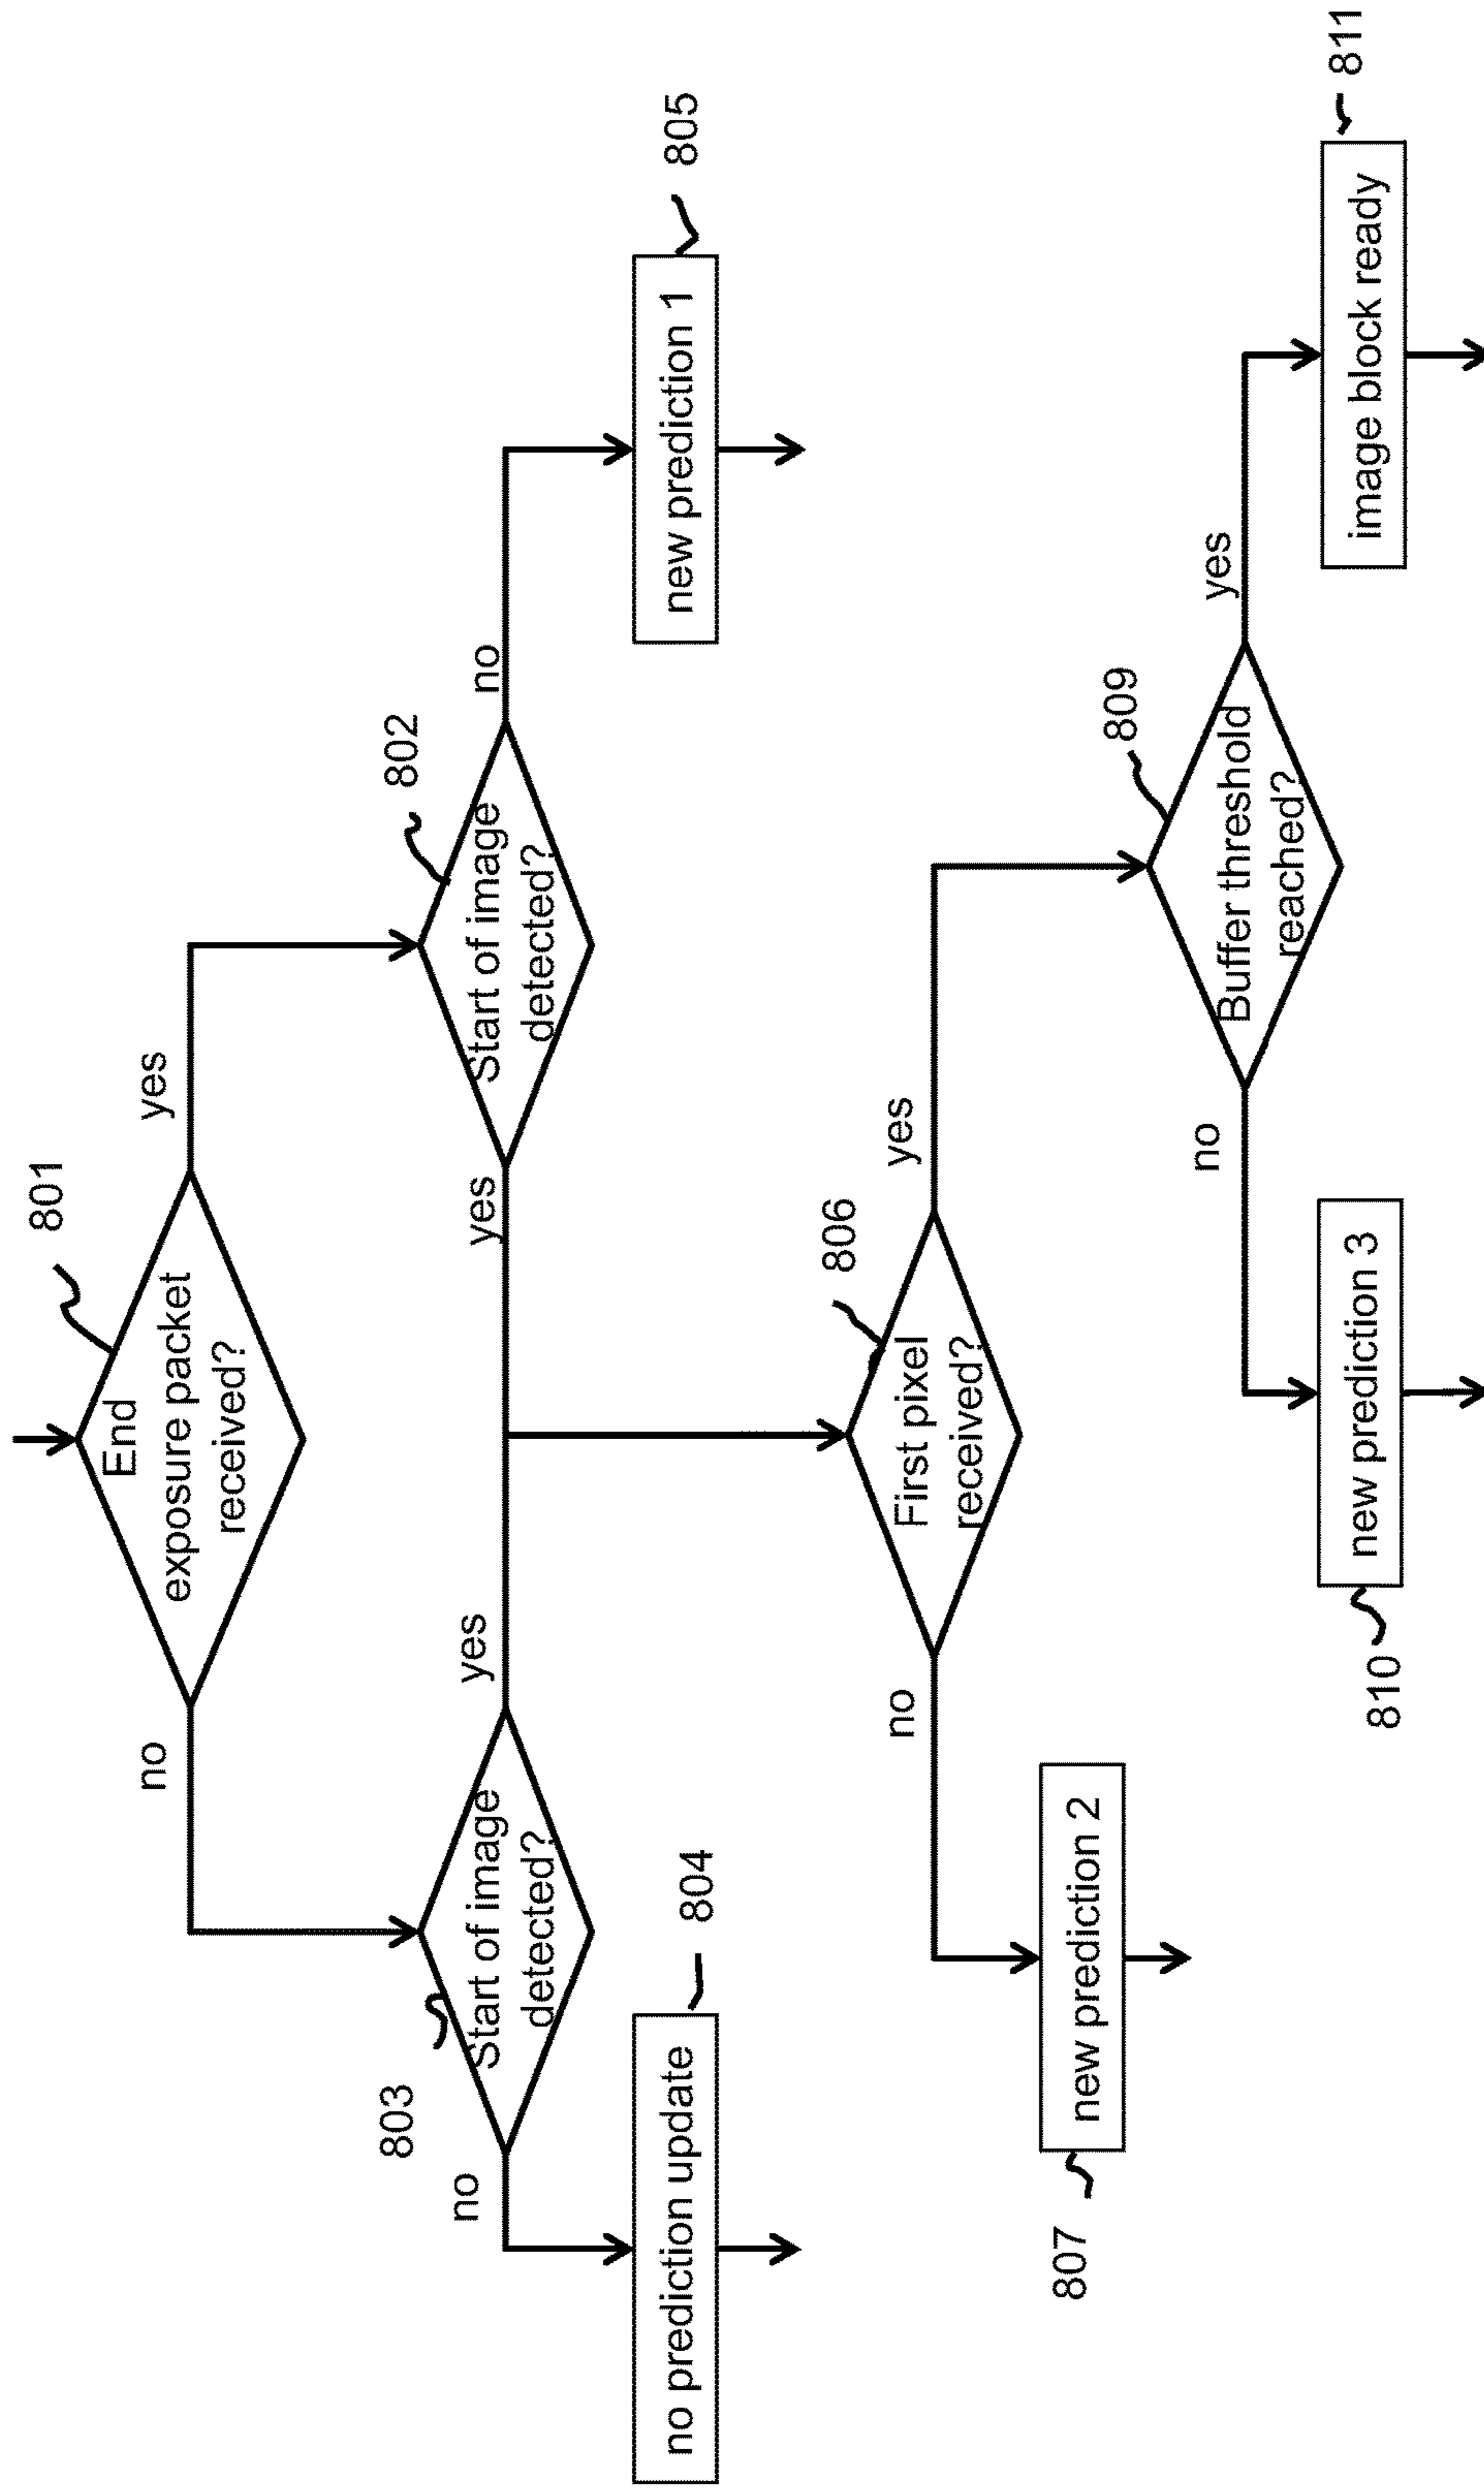 801
End
exposure packet
received?
no
yes
803
Start of image
detected?
802
Start of image
detected?
no
yes
yes
no
no prediction update
804
new prediction 1
805
806
First pixel
received?
no
yes
807
new prediction 2
809
Buffer threshold
reached?
no
yes
810
new prediction 3
image block ready
811